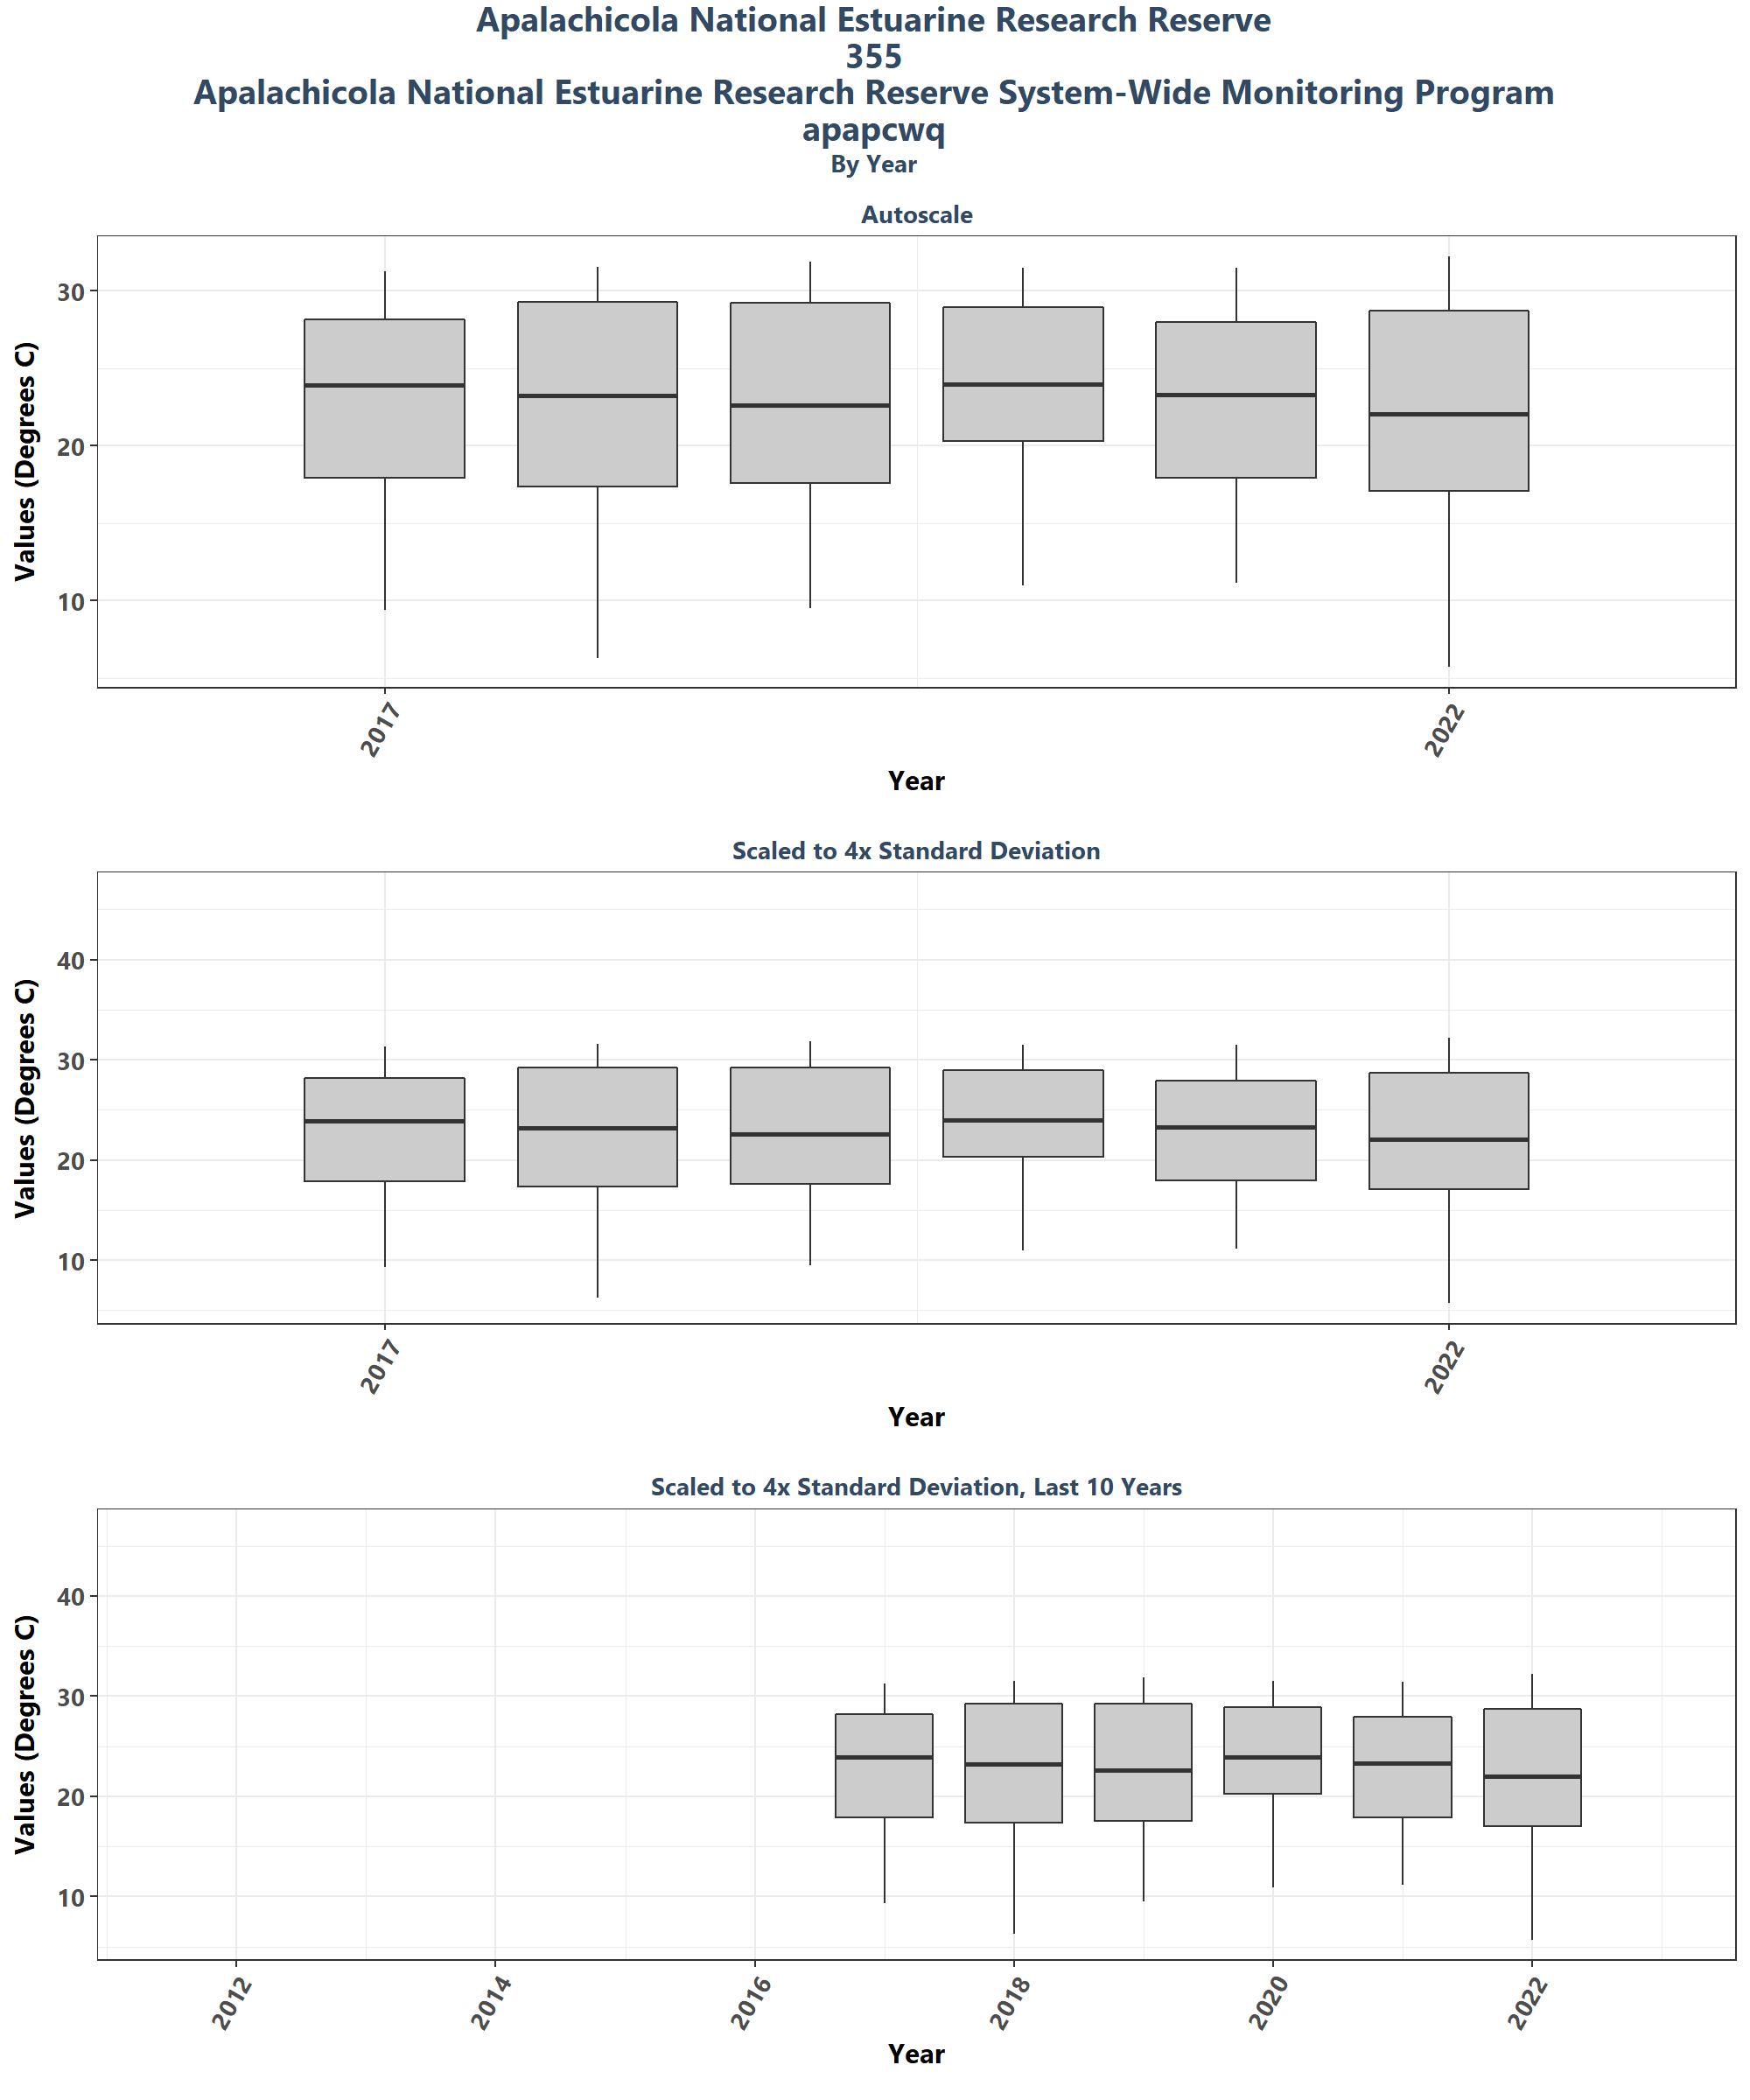 Apalachicola National Estuarine Research Reserve
355
Apalachicola National Estuarine Research Reserve System-Wide Monitoring Program
apapcwq
By Year
Autoscale
Values (Degrees C)
30
20
10
2017
2022
Year
Scaled to 4x Standard Deviation
Values (Degrees C)
40
30
20
10
2017
2022
Year
Scaled to 4x Standard Deviation, Last 10 Years
Values (Degrees C)
40
30
20
10
2012
2014
2016
2018
2020
2022
Year